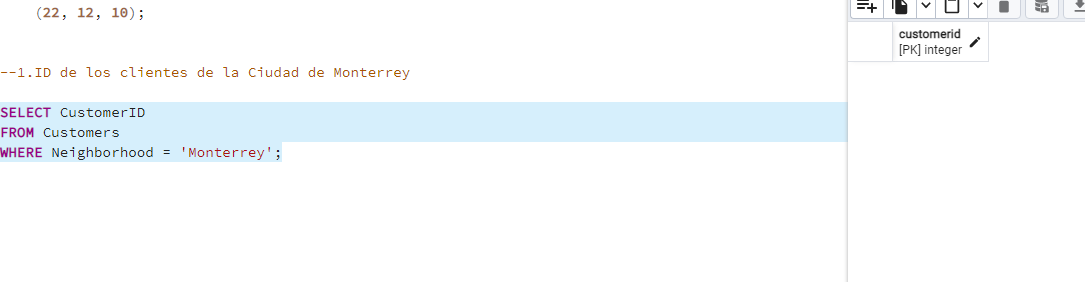 (22, 12, 10);
--1.ID de los clientes de la Ciudad de Monterrey
SELECT CustomerID
FROM Customers
WHERE Neighborhood = 'Monterrey';
customerid
[PK] integer